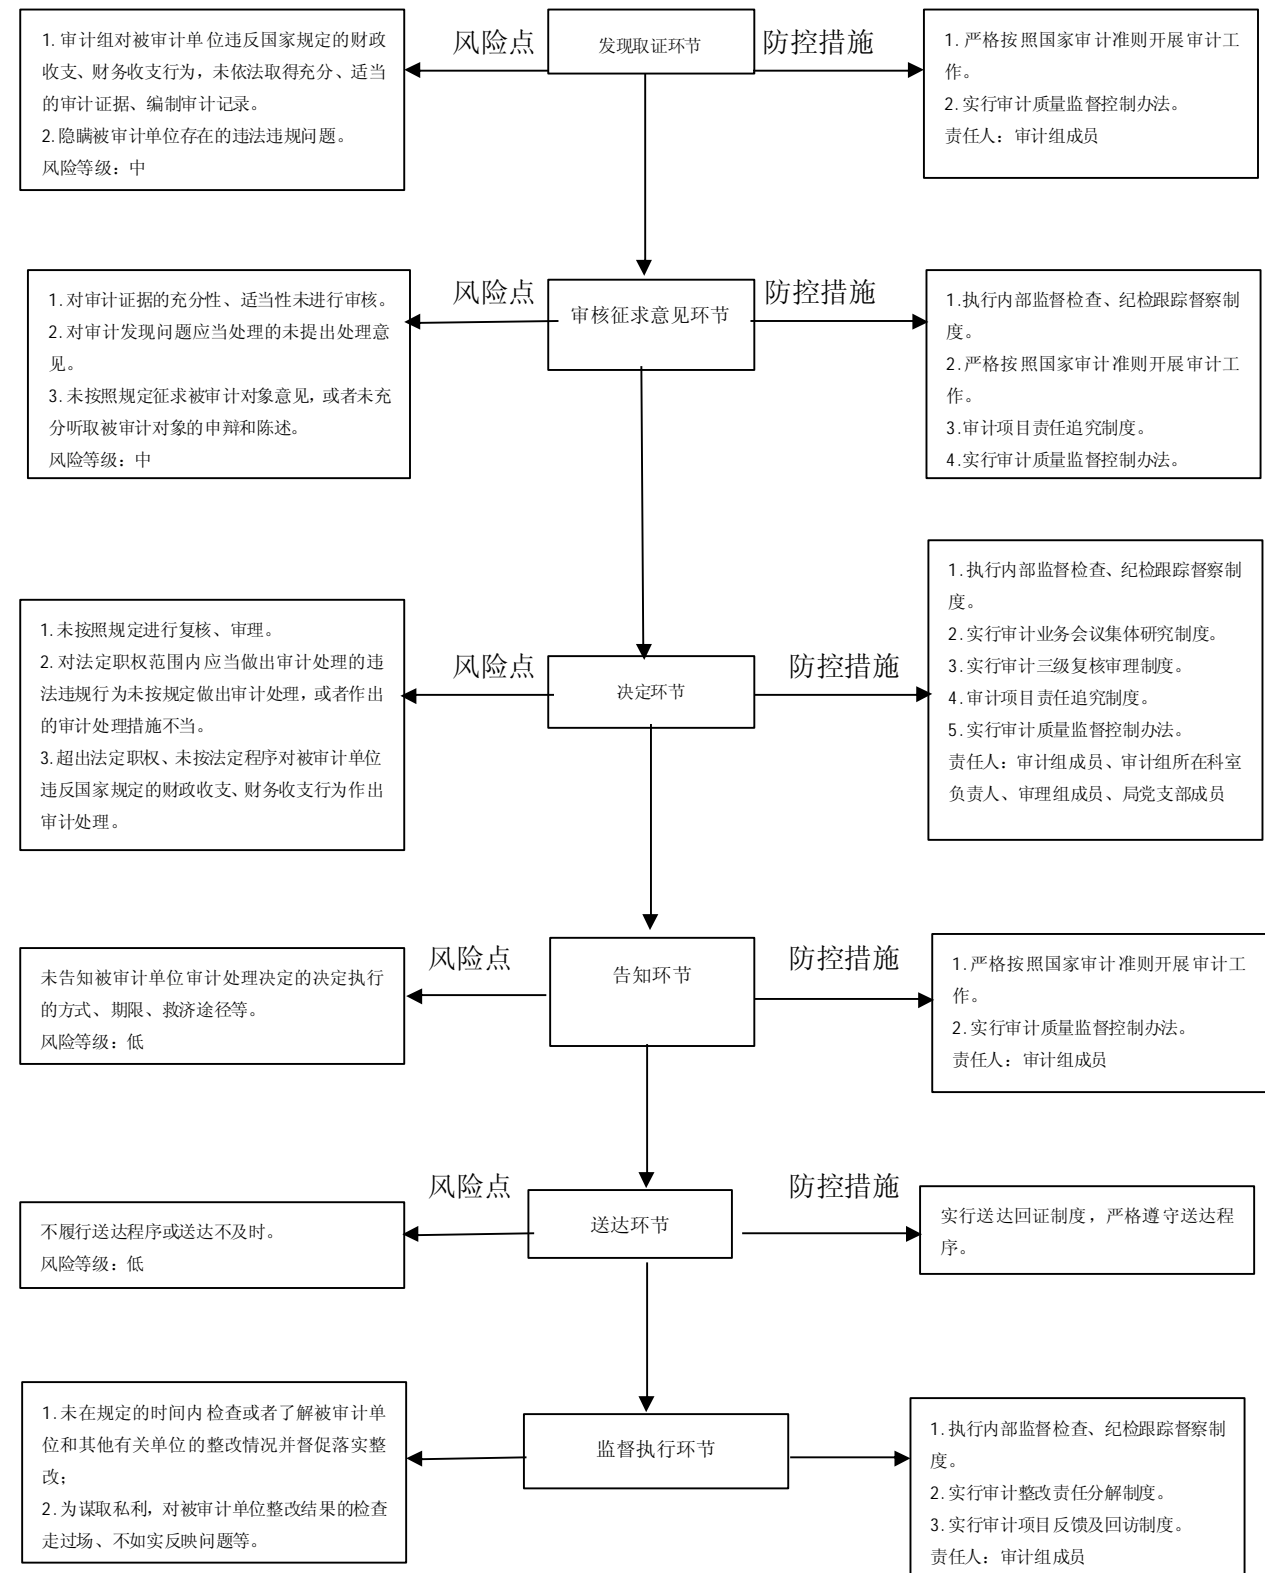 1.审计组对被审计单位违反国家规定的财政
收支、财务收支行为，未依法取得充分、适当
的审计证据、编制审计记录。
2.隐瞒被审计单位存在的违法违规问题。
风险等级：中
风险点
发现取证环节
防控措施
1.严格按照国家审计准则开展审计工
作。
2.实行审计质量监督控制办法。
责任人：审计组成员
1.对审计证据的充分性、适当性未进行审核。
2.对审计发现问题应当处理的未提出处理意
见。
3.未按照规定征求被审计对象意见，或者未充
分听取被审计对象的申辩和陈述。
风险等级：中
风险点
审核征求意见环节
防控措施
1.执行内部监督检查、纪检跟踪督察制
度。
2.严格按照国家审计准则开展审计工
作。
3.审计项目责任追究制度。
4.实行审计质量监督控制办法。
1.未按照规定进行复核、审理。
2.对法定职权范围内应当做出审计处理的违
法违规行为未按规定做出审计处理，或者作出
的审计处理措施不当。
3.超出法定职权、未按法定程序对被审计单位
违反国家规定的财政收支、财务收支行为作出
审计处理。
风险点
决定环节
防控措施
1.执行内部监督检查、纪检跟踪督察制
度。
2.实行审计业务会议集体研究制度。
3.实行审计三级复核审理制度。
4.审计项目责任追究制度。
5.实行审计质量监督控制办法。
责任人：审计组成员、审计组所在科室
负责人、审理组成员、局党支部成员
未告知被审计单位审计处理决定的决定执行
的方式、期限、救济途径等。
风险等级：低
风险点
告知环节
防控措施
1.严格按照国家审计准则开展审计工
作。
2.实行审计质量监督控制办法。
责任人：审计组成员
不履行送达程序或送达不及时。
风险等级：低
风险点
送达环节
防控措施
实行送达回证制度，严格遵守送达程
序。
1.未在规定的时间内检查或者了解被审计单
位和其他有关单位的整改情况并督促落实整
改；
2.为谋取私利，对被审计单位整改结果的检查
走过场、不如实反映问题等。
监督执行环节
1.执行内部监督检查、纪检跟踪督察制
度。
2.实行审计整改责任分解制度。
3.实行审计项目反馈及回访制度。
责任人：审计组成员